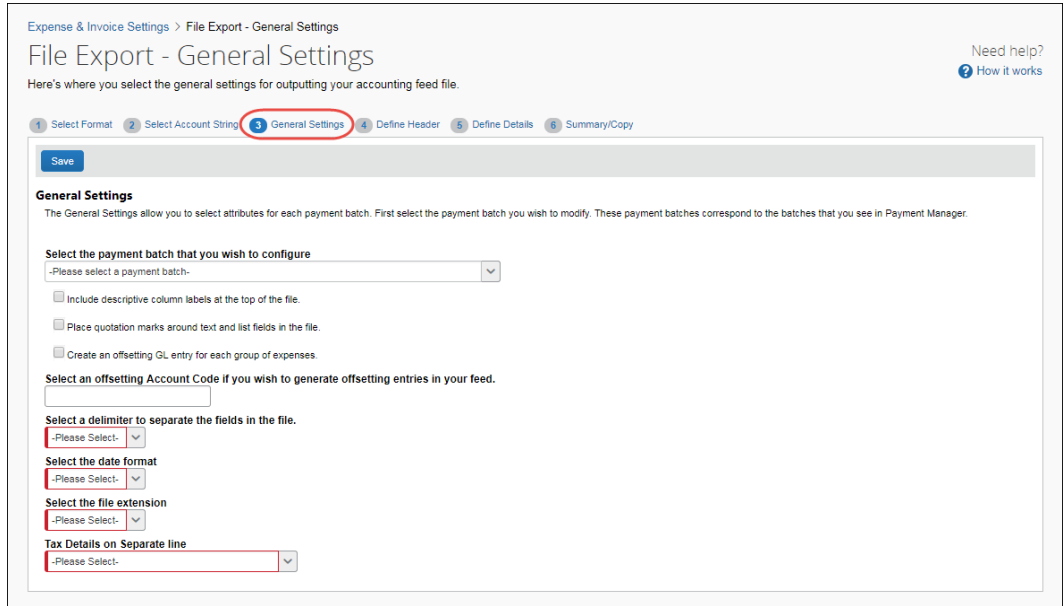 Expense & Invoice Settings > File Export - General Settings
File Export - General Settings
Need help?
? How it works
Here's where you select the general settings for outputting your accounting feed file.
1 Select Format 2 Select Account String 3 General Settings 4 Define Header 5 Define Details 6 Summary/Copy
Save
General Settings
The General Settings allow you to select attributes for each payment batch. First select the payment batch you wish to modify. These payment batches correspond to the batches that you see in Payment Manager.
Select the payment batch that you wish to configure
-Please select a payment batch-
Include descriptive column labels at the top of the file.
Place quotation marks around text and list fields in the file.
Create an offsetting GL entry for each group of expenses.
Select an offsetting Account Code if you wish to generate offsetting entries in your feed.
Select a delimiter to separate the fields in the file.
-Please Select-
Select the date format
-Please Select-
Select the file extension
-Please Select-
Tax Details on Separate line
-Please Select-